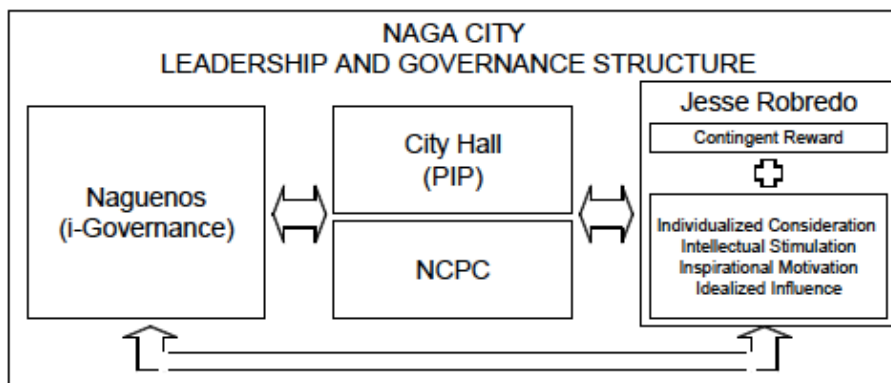 NAGA CITY
LEADERSHIP AND GOVERNANCE STRUCTURE
Naguenos
(i-Governance)
City Hall
(PIP)
NCPC
Jesse Robredo
Contingent Reward
Individualized Consideration
Intellectual Stimulation
Inspirational Motivation
Idealized Influence